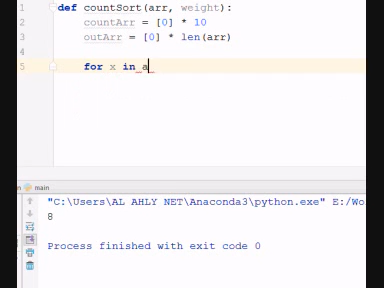 1 def countSort(arr, weight):
2 countArr = [0] * 10
3 outArr = [0] * len(arr)
4
5 for x in a
main
"C:\Users\AL AHLY NET\Anaconda3\python.exe" E:/Wo
8
Process finished with exit code 0